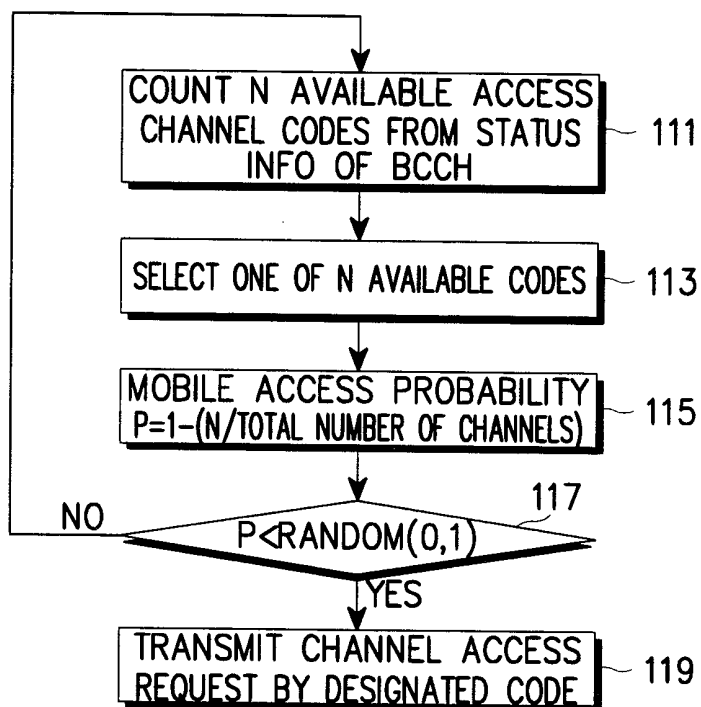 COUNT N AVAILABLE ACCESS
CHANNEL CODES FROM STATUS
INFO OF BCCH
111
SELECT ONE OF N AVAILABLE CODES
113
MOBILE ACCESS PROBABILITY
P=1-(N/TOTAL NUMBER OF CHANNELS)
115
117
NO
P<RANDOM(0,1)
YES
TRANSMIT CHANNEL ACCESS
REQUEST BY DESIGNATED CODE
119